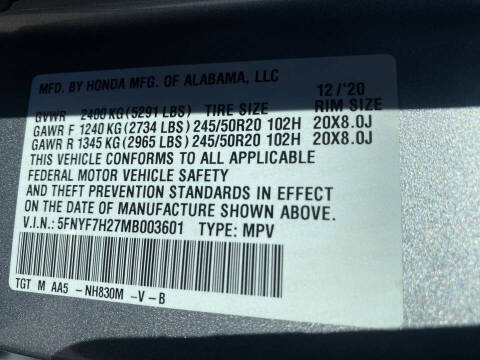 MFD. BY HONDA MFG. OF ALABAMA, LLC 12 / '20
GVWR 2400 KG (5291 LBS) TIRE SIZE RIM SIZE
GAWR F 1240 KG (2734 LBS) 245/50R20 102H 20X8.0J
GAWR R 1345 KG (2965 LBS) 245/50R20 102H 20X8.0J
THIS VEHICLE CONFORMS TO ALL APPLICABLE
FEDERAL MOTOR VEHICLE SAFETY
AND THEFT PREVENTION STANDARDS IN EFFECT
ON THE DATE OF MANUFACTURE SHOWN ABOVE.
V.I.N.: 5FNYF7H27MB003601 TYPE: MPV
TGT M AA5 -NH830M -V-B